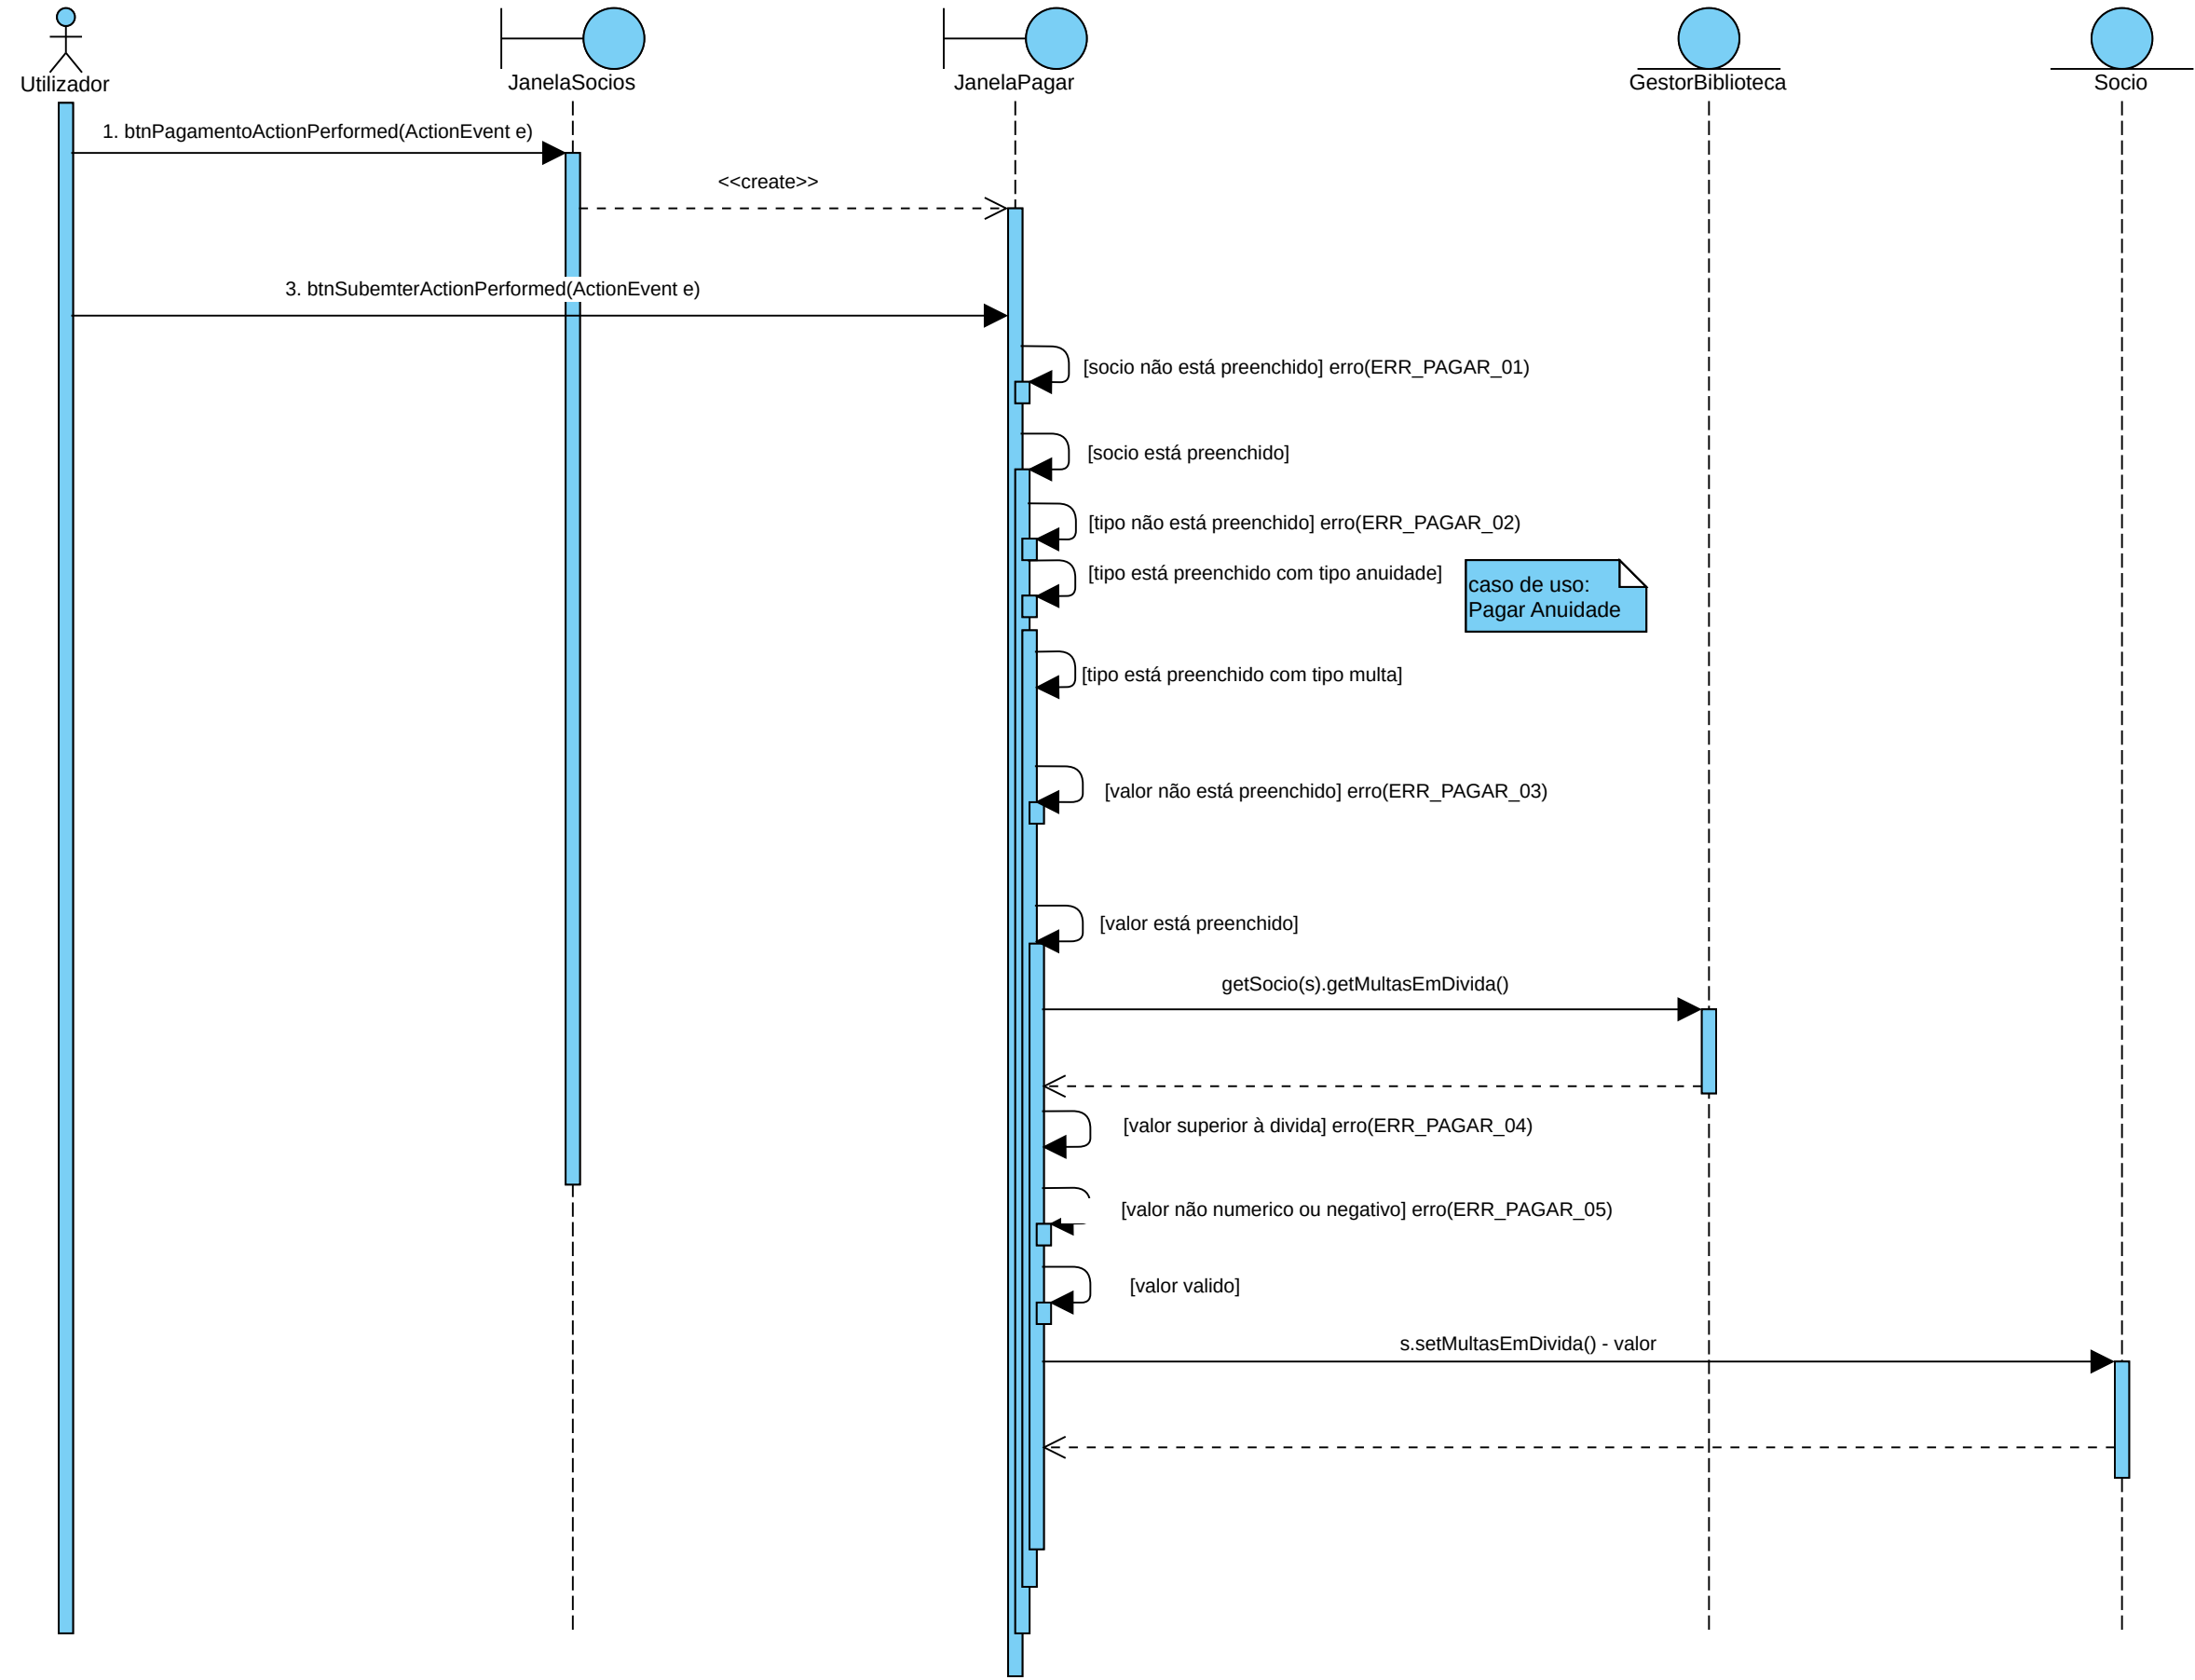 Utilizador
JanelaSocios
JanelaPagar
GestorBiblioteca
Socio
1. btnPagamentoActionPerformed(ActionEvent e)
<<create>>
3. btnSubemterActionPerformed(ActionEvent e)
[socio não está preenchido] erro(ERR_PAGAR_01)
[socio está preenchido]
[tipo não está preenchido] erro(ERR_PAGAR_02)
[tipo está preenchido com tipo anuidade]
caso de uso:
Pagar Anuidade
[tipo está preenchido com tipo multa]
[valor não está preenchido] erro(ERR_PAGAR_03)
[valor está preenchido]
getSocio(s).getMultasEmDivida()
[valor superior à divida] erro(ERR_PAGAR_04)
[valor não numerico ou negativo] erro(ERR_PAGAR_05)
[valor valido]
s.setMultasEmDivida() - valor